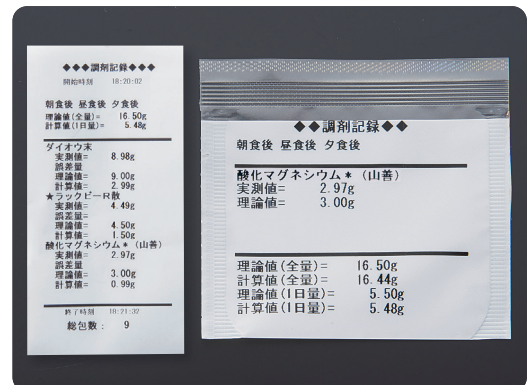 ◆◆◆調剤記録◆◆◆
開始時刻 18:20:02
朝食後 昼食後 夕食後
理論値(全量)= 16.50g
計算値(1日量)= 5.48g
ダイオウ末
実測値= 8.98g
誤差量
理論値= 9.00g
計算値= 2.99g
★ラックビーR散
実測値= 4.49g
誤差量=
理論値= 4.50g
計算値= 1.50g
酸化マグネシウム*(山善)
実測値= 2.97g
誤差量
理論値= 3.00g
計算値= 0.99g
終了時刻 18:21:32
総包数: 9
◆◆調剤記録◆◆
朝食後 昼食後 夕食後
酸化マグネシウム*(山善)
実測値= 2.97g
理論値= 3.00g
理論値(全量)= 16.50g
計算値(全量)= 16.44g
理論値(1日量)= 5.50g
計算値(1日量)= 5.48g